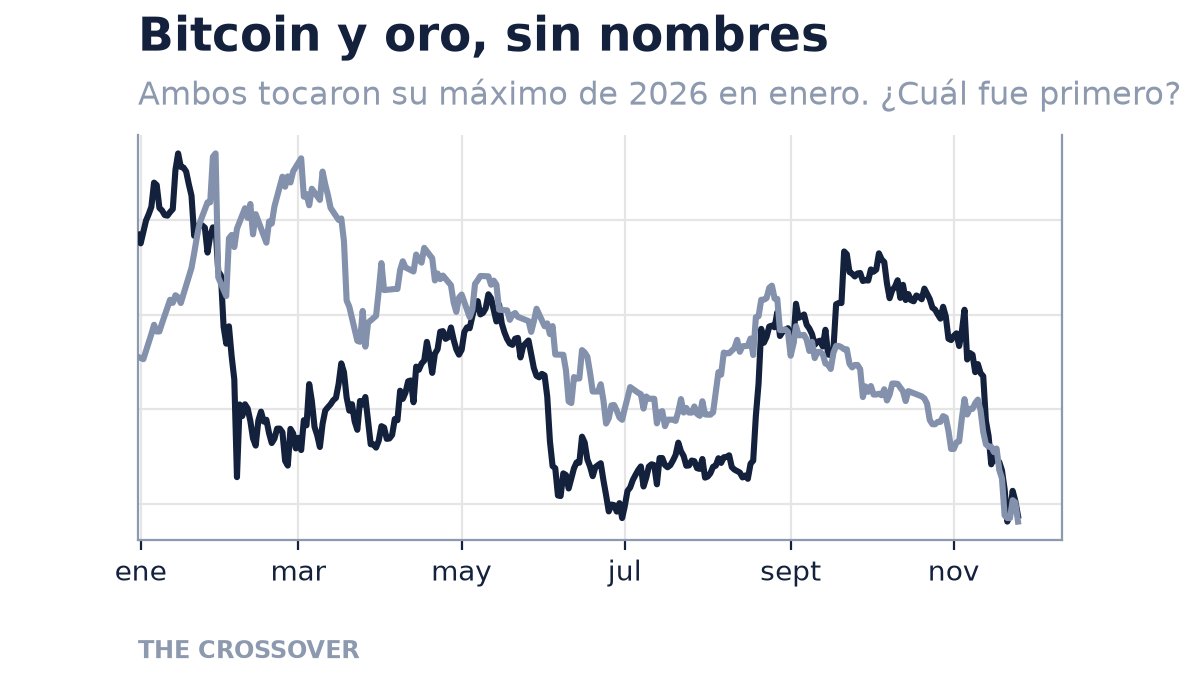 Bitcoin y oro, sin nombres
Ambos tocaron su máximo de 2026 en enero. ¿Cuál fue primero?
ene mar may jul sept nov
THE CROSSOVER